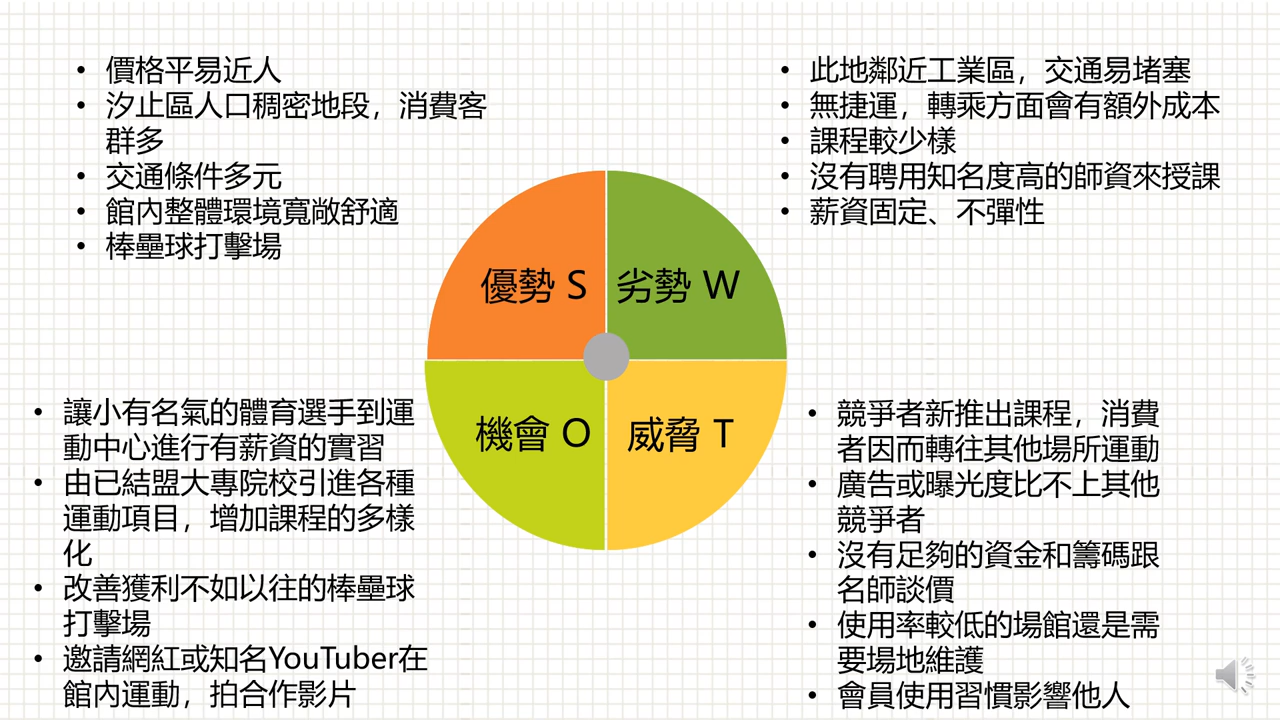 • 價格平易近人
• 汐止區人口稠密地段，消費客
群多
• 交通條件多元
• 館內整體環境寬敞舒適
• 棒壘球打擊場
• 此地鄰近工業區，交通易堵塞
• 無捷運，轉乘方面會有額外成本
• 課程較少樣
• 沒有聘用知名度高的師資來授課
• 薪資固定、不彈性
優勢 S
劣勢 W
機會 O
威脅 T
• 讓小有名氣的體育選手到運
動中心進行有薪資的實習
• 由已結盟大專院校引進各種
運動項目，增加課程的多樣
化
• 改善獲利不如以往的棒壘球
打擊場
• 邀請網紅或知名YouTuber在
館內運動，拍合作影片
• 競爭者新推出課程，消費
者因而轉往其他場所運動
• 廣告或曝光度比不上其他
競爭者
• 沒有足夠的資金和籌碼跟
名師談價
• 使用率較低的場館還是需
要場地維護
• 會員使用習慣影響他人